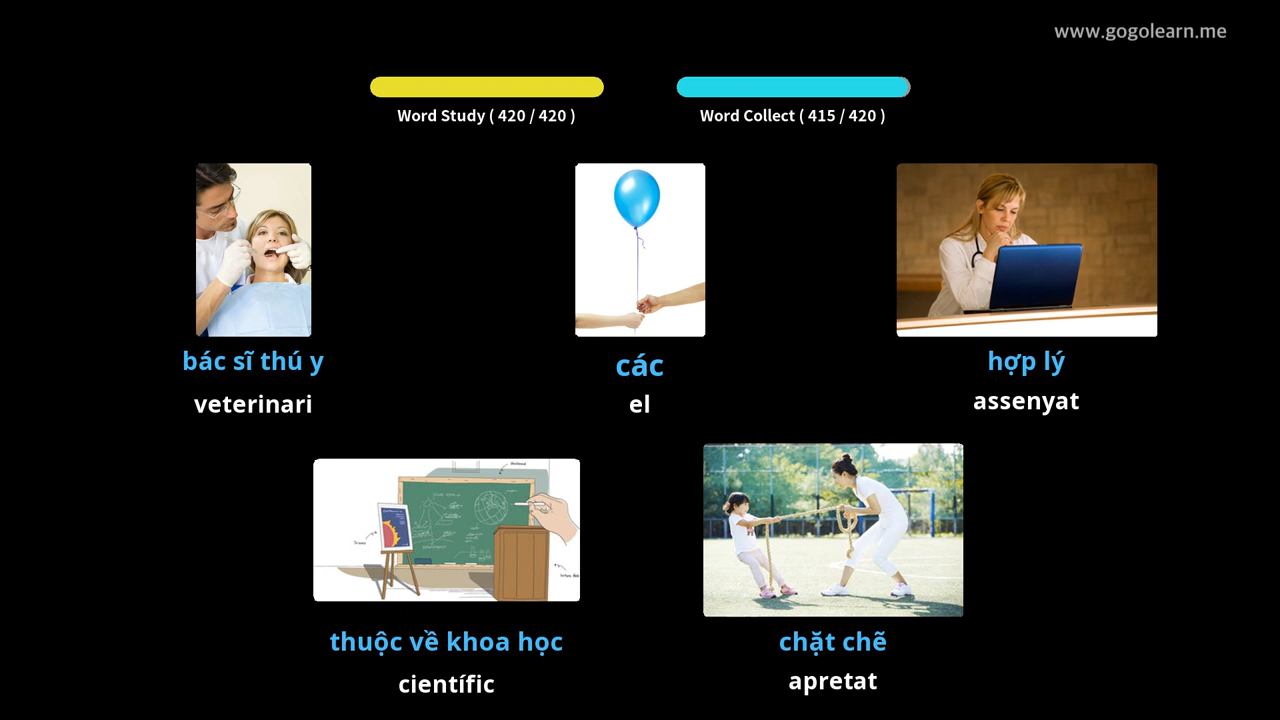 www.gogolearn.me
Word Study ( 420 / 420 )
Word Collect ( 415 / 420 )
bác sĩ thú y
các
hợp lý
veterinari
el
assenyat
thuộc về khoa học
chặt chẽ
científic
apretat